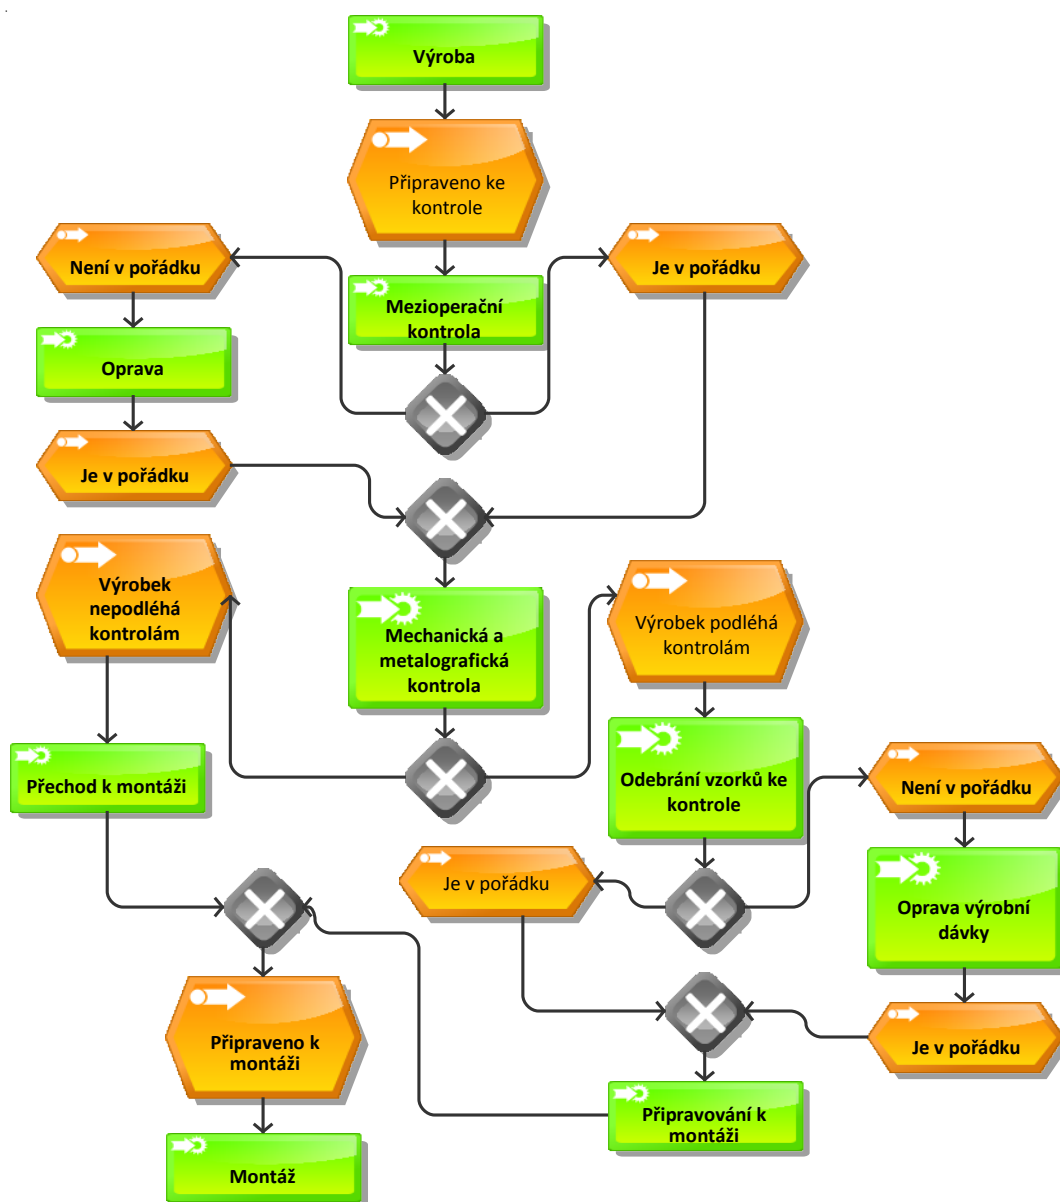 Výroba
Připraveno ke
kontrole
Není v pořádku
Je v pořádku
Mezioperační
kontrola
Oprava
Je v pořádku
Výrobek
nepodléhá
kontrolám
Mechanická a
metalografická
kontrola
Výrobek podléhá
kontrolám
Přechod k montáži
Odebrání vzorků ke
kontrole
Není v pořádku
Je v pořádku
Oprava výrobní
dávky
Připraveno k
montáži
Je v pořádku
Připravování k
montáži
Montáž